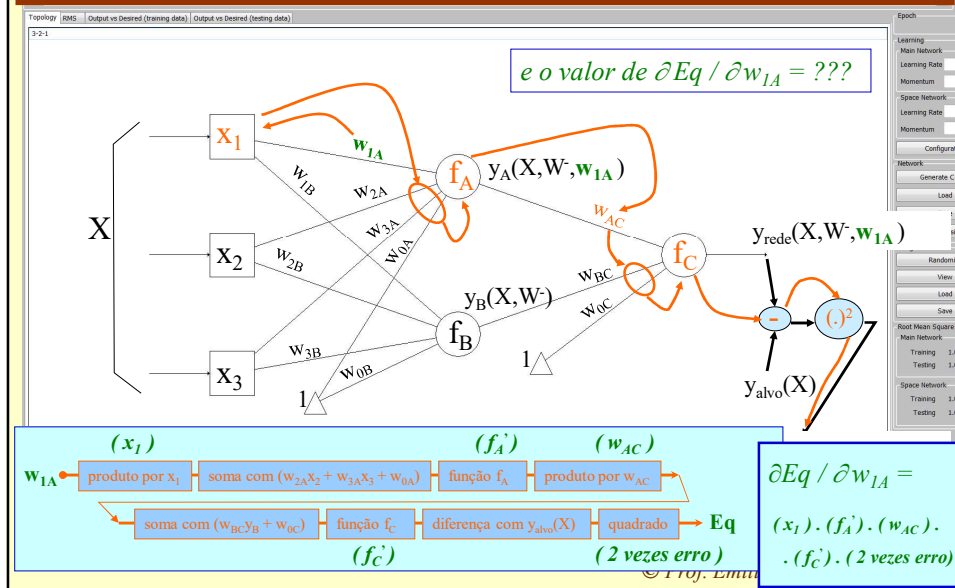 Topology RMS Output vs Desired (training data) Output vs Desired (testing data)
3-2-1
e o valor de ∂Eq / ∂w1A = ???
Epoch
Learning
Main Network
Learning Rate
Momentum
Space Network
Learning Rate
Momentum
Network
Generate C
Load
View
Load
Save
Root Mean Square
Main Network
Training 1.
Testing 1.
Space Network
Training 1.
Testing 1.
X
x1
x2
x3
w1A
w1B
w2A
w2B
w3A
w0A
w3B
w0B
1
fA
yA(X,W-,w1A)
yB(X,W-)
fB
wAC
wBC
w0C
1
fC
yrede(X,W-,w1A)
-
(.)²
yalvo(X)
(x1) (fA') (wAC)
w1A produto por x1 soma com (w2Ax2 + w3Ax3 + w0A) função fA produto por wAC
soma com (wBCyB + w0C) função fC diferença com yalvo(X) quadrado Eq
(fC') (2 vezes erro)
∂Eq / ∂w1A =
(x1) . (fA') . (wAC) .
. (fC') . (2 vezes erro)
© Prof.